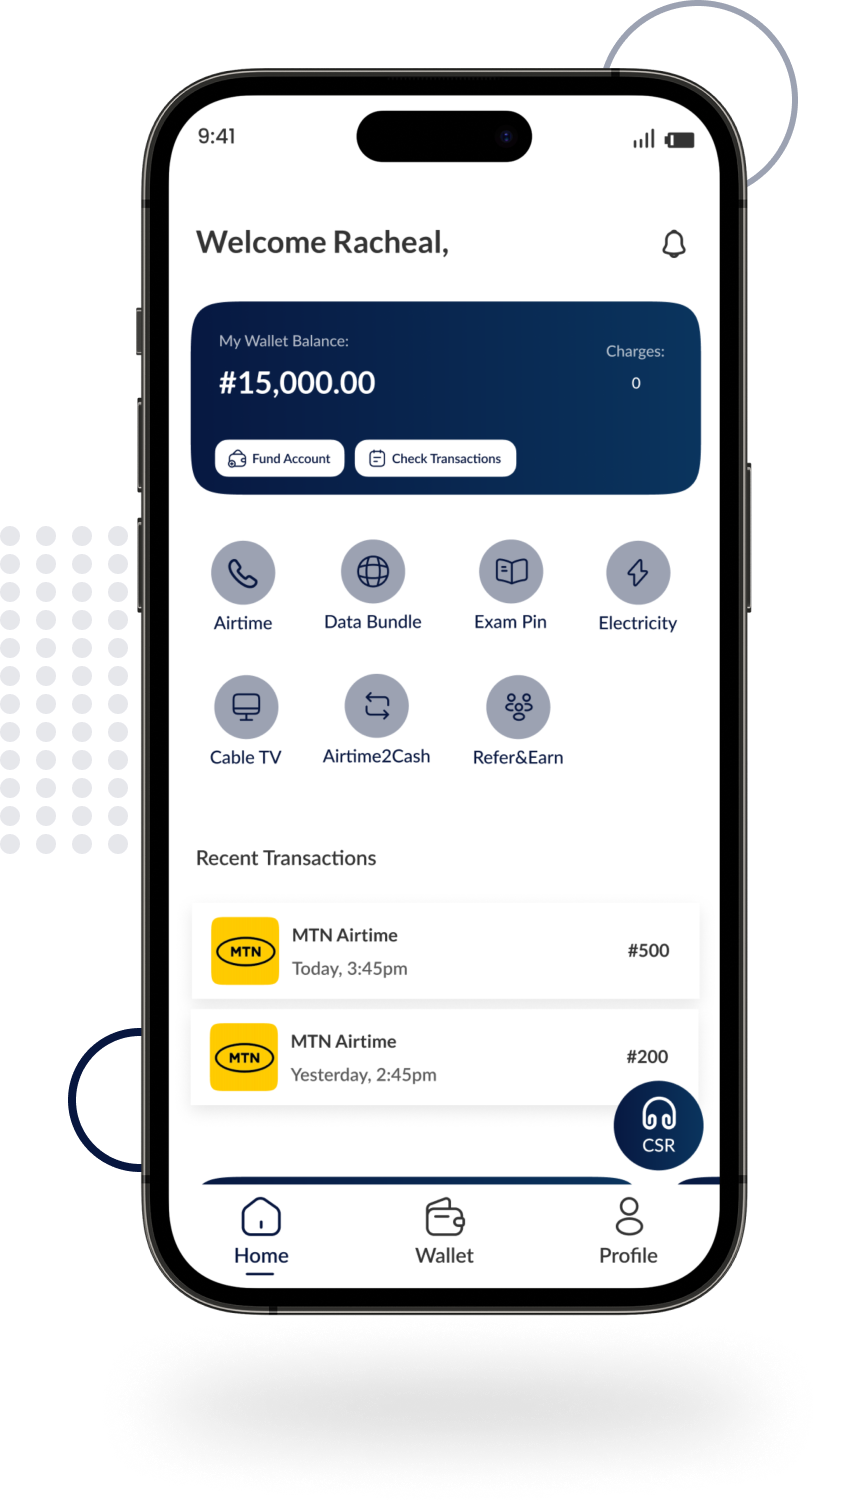 9:41
Welcome Racheal,
My Wallet Balance:
Charges:
#15,000.00
0
Fund Account
Check Transactions
Airtime
Data Bundle
Exam Pin
Electricity
Cable TV
Airtime2Cash
Refer&Earn
Recent Transactions
MTN
MTN Airtime
Today, 3:45pm
#500
MTN
MTN Airtime
Yesterday, 2:45pm
#200
CSR
Home
Wallet
Profile